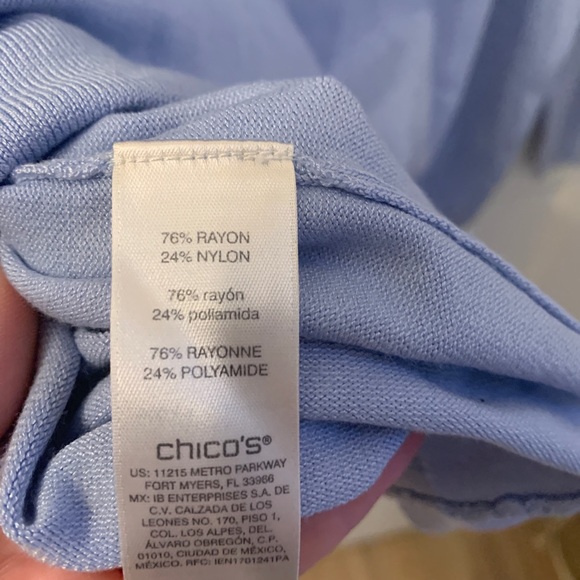 76% RAYON
24% NYLON
76% rayón
24% poliamida
76% RAYONNE
24% POLYAMIDE
chico's®
US: 11215 METRO PARKWAY
FORT MYERS, FL 33966
MX: IB ENTERPRISES S.A. DE
C.V. CALZADA DE LOS
LEONES NO. 170, PISO 1,
COL. LOS ALPES, DEL.
ÁLVARO OBREGÓN, C.P.
01010, CIUDAD DE MÉXICO,
MÉXICO. RFC: IEN1701241PA